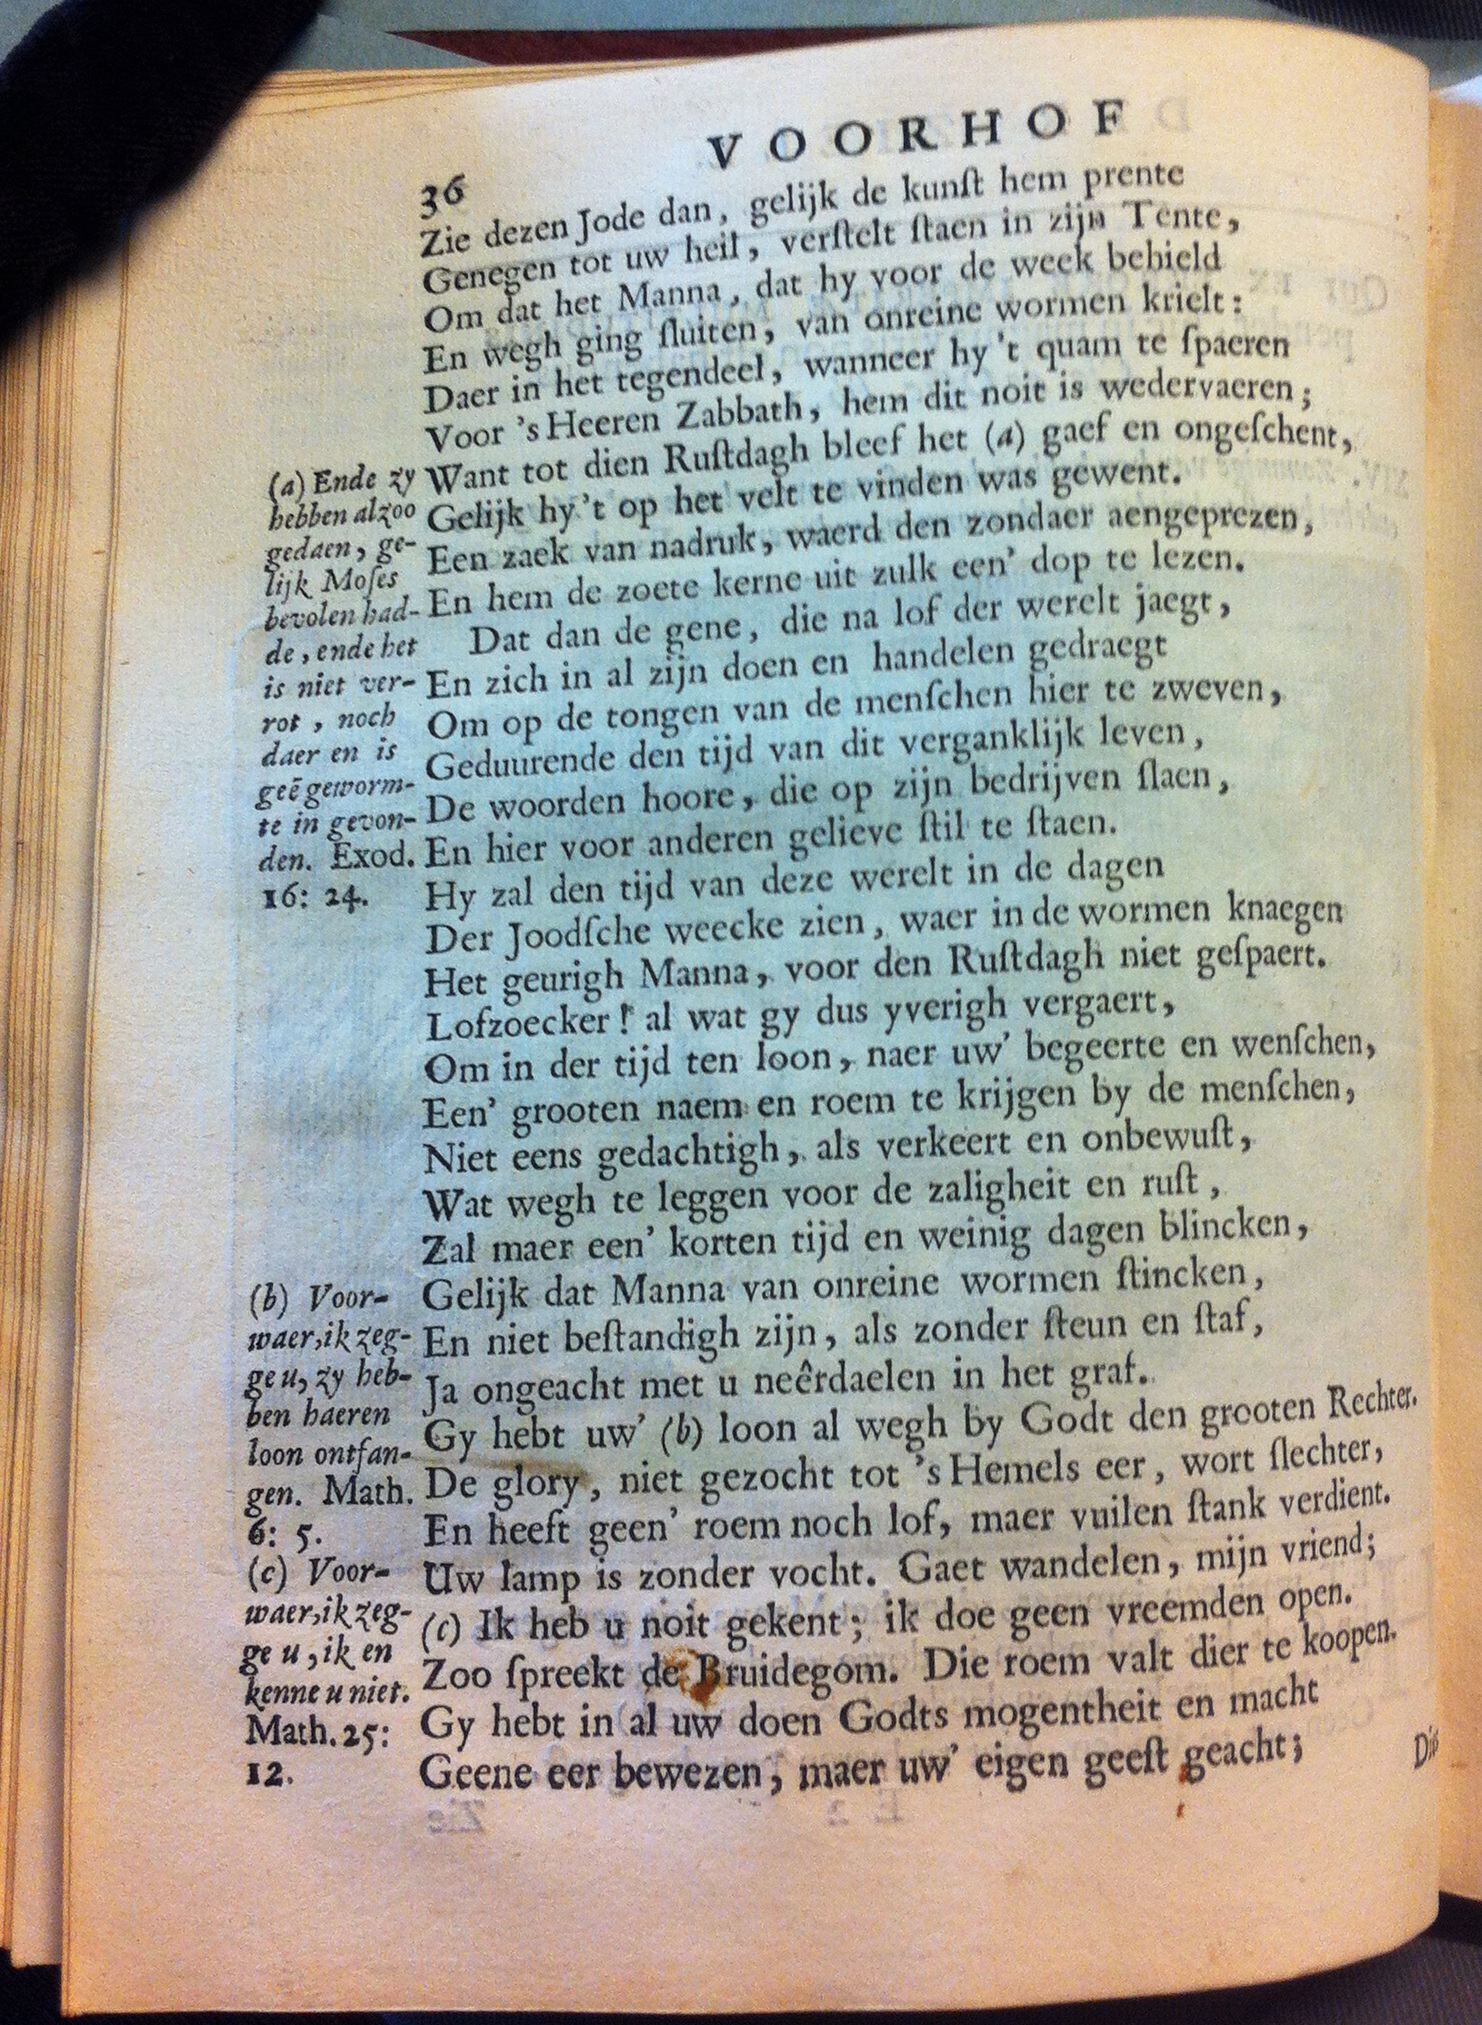 36
VOORHOF
Zie dezen Jode dan, gelijk de kunſt hem prente
Genegen tot uw heil, verſtelt ſtaen in zijn Tente,
Om dat het Manna, dat hy voor de week behield
En wegh ging ſluiten, van onreine wormen krielt:
Daer in het tegendeel, wanneer hy 't quam te ſpaeren
Voor 's Heeren Zabbath, hem dit noit is wedervaeren;
Want tot dien Ruſtdagh bleef het (a) gaef en ongeſchent,
Gelijk hy 't op het velt te vinden was gewent.
Een zaek van nadruk, waerd den zondaer aengeprezen,
En hem de zoete kerne uit zulk een' dop te lezen.
Dat dan de gene, die na lof der werelt jaegt,
En zich in al zijn doen en handelen gedraegt
Om op de tongen van de menſchen hier te zweven,
Geduurende den tijd van dit verganklijk leven,
De woorden hoore, die op zijn bedrijven ſlaen,
En hier voor anderen gelieve ſtil te ſtaen.
Hy zal den tijd van deze werelt in de dagen
Der Joodſche weecke zien, waer in de wormen knaegen
Het geurigh Manna, voor den Ruſtdagh niet geſpaert.
Lofzoecker! al wat gy dus yverigh vergaert,
Om in der tijd ten loon, naer uw' begeerte en wenſchen,
Een' grooten naem en roem te krijgen by de menſchen,
Niet eens gedachtigh, als verkeert en onbewuſt,
Wat wegh te leggen voor de zaligheit en ruſt,
Zal maer een' korten tijd en weinig dagen blincken,
Gelijk dat Manna van onreine wormen ſtincken,
En niet beſtandigh zijn, als zonder ſteun en ſtaf,
Ja ongeacht met u neêrdaelen in het graf.
Gy hebt uw' (b) loon al wegh by Godt den grooten Rechter.
De glory, niet gezocht tot 's Hemels eer, wort ſlechter,
En heeft geen' roem noch lof, maer vuilen ſtank verdient.
Uw lamp is zonder vocht. Gaet wandelen, mijn vriend;
(c) Ik heb u noit gekent; ik doe geen vreemden open.
Zoo ſpreekt de Bruidegom. Die roem valt dier te koopen.
Gy hebt in al uw doen Godts mogentheit en macht
Geene eer bewezen, maer uw' eigen geeſt geacht;
Die
(a) Ende zy
hebben alzoo
gedaen, ge-
lijk Moſes
bevolen had-
de, ende het
is niet ver-
rot, noch
daer en is
geē geworm-
te in gevon-
den. Exod.
16: 24.
(b) Voor-
waer, ik zeg-
ge u, zy heb-
ben haeren
loon ontfan-
gen. Math.
6: 5.
(c) Voor-
waer, ik zeg-
ge u, ik en
kenne u niet.
Math. 25:
12.